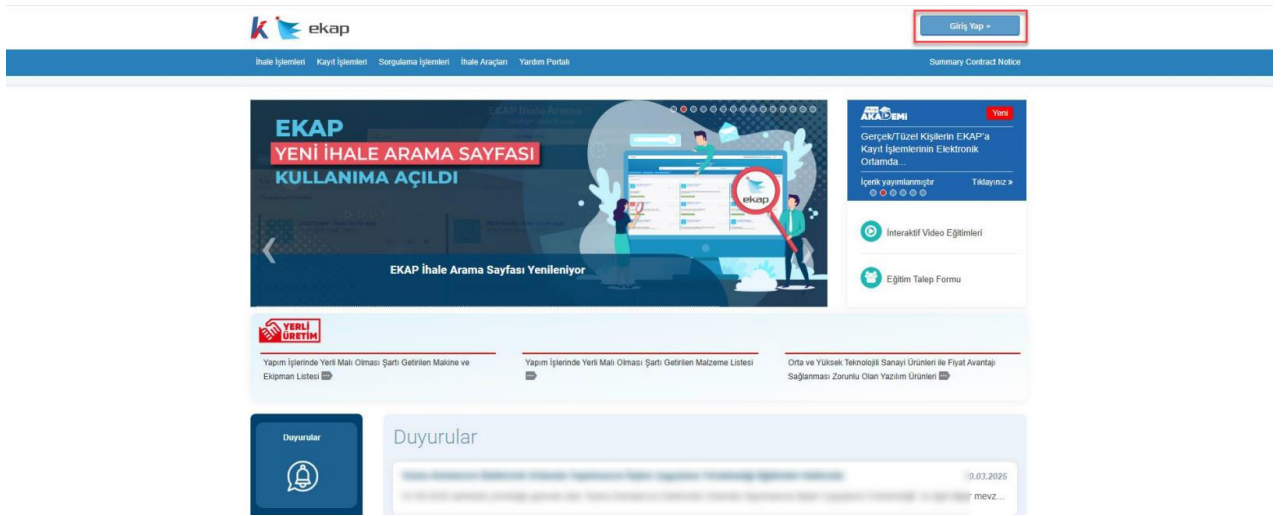 ekap
Giriş Yap »
İhale İşlemleri Kayıt İşlemleri Sorgulama İşlemleri İhale Araçları Yardım Portalı
Summary Contract Notice
EKAP
YENİ İHALE ARAMA SAYFASI
KULLANIMA AÇILDI
ekap
EKAP İhale Arama Sayfası Yenileniyor
AKADEMİ
Yeni
Gerçek/Tüzel Kişilerin EKAP'a
Kayıt İşlemlerinin Elektronik
Ortamda...
İçerik yayımlanmıştır Tıklayınız »
İnteraktif Video Eğitimleri
Eğitim Talep Formu
YERLİ
ÜRETİM
Yapım İşlerinde Yerli Malı Olması Şartı Getirilen Makine ve
Ekipman Listesi
Yapım İşlerinde Yerli Malı Olması Şartı Getirilen Malzeme Listesi
Orta ve Yüksek Teknolojili Sanayi Ürünleri ile Fiyat Avantajı
Sağlanması Zorunlu Olan Yazılım Ürünleri
Duyurular
Duyurular
0.03.2025
mevz...